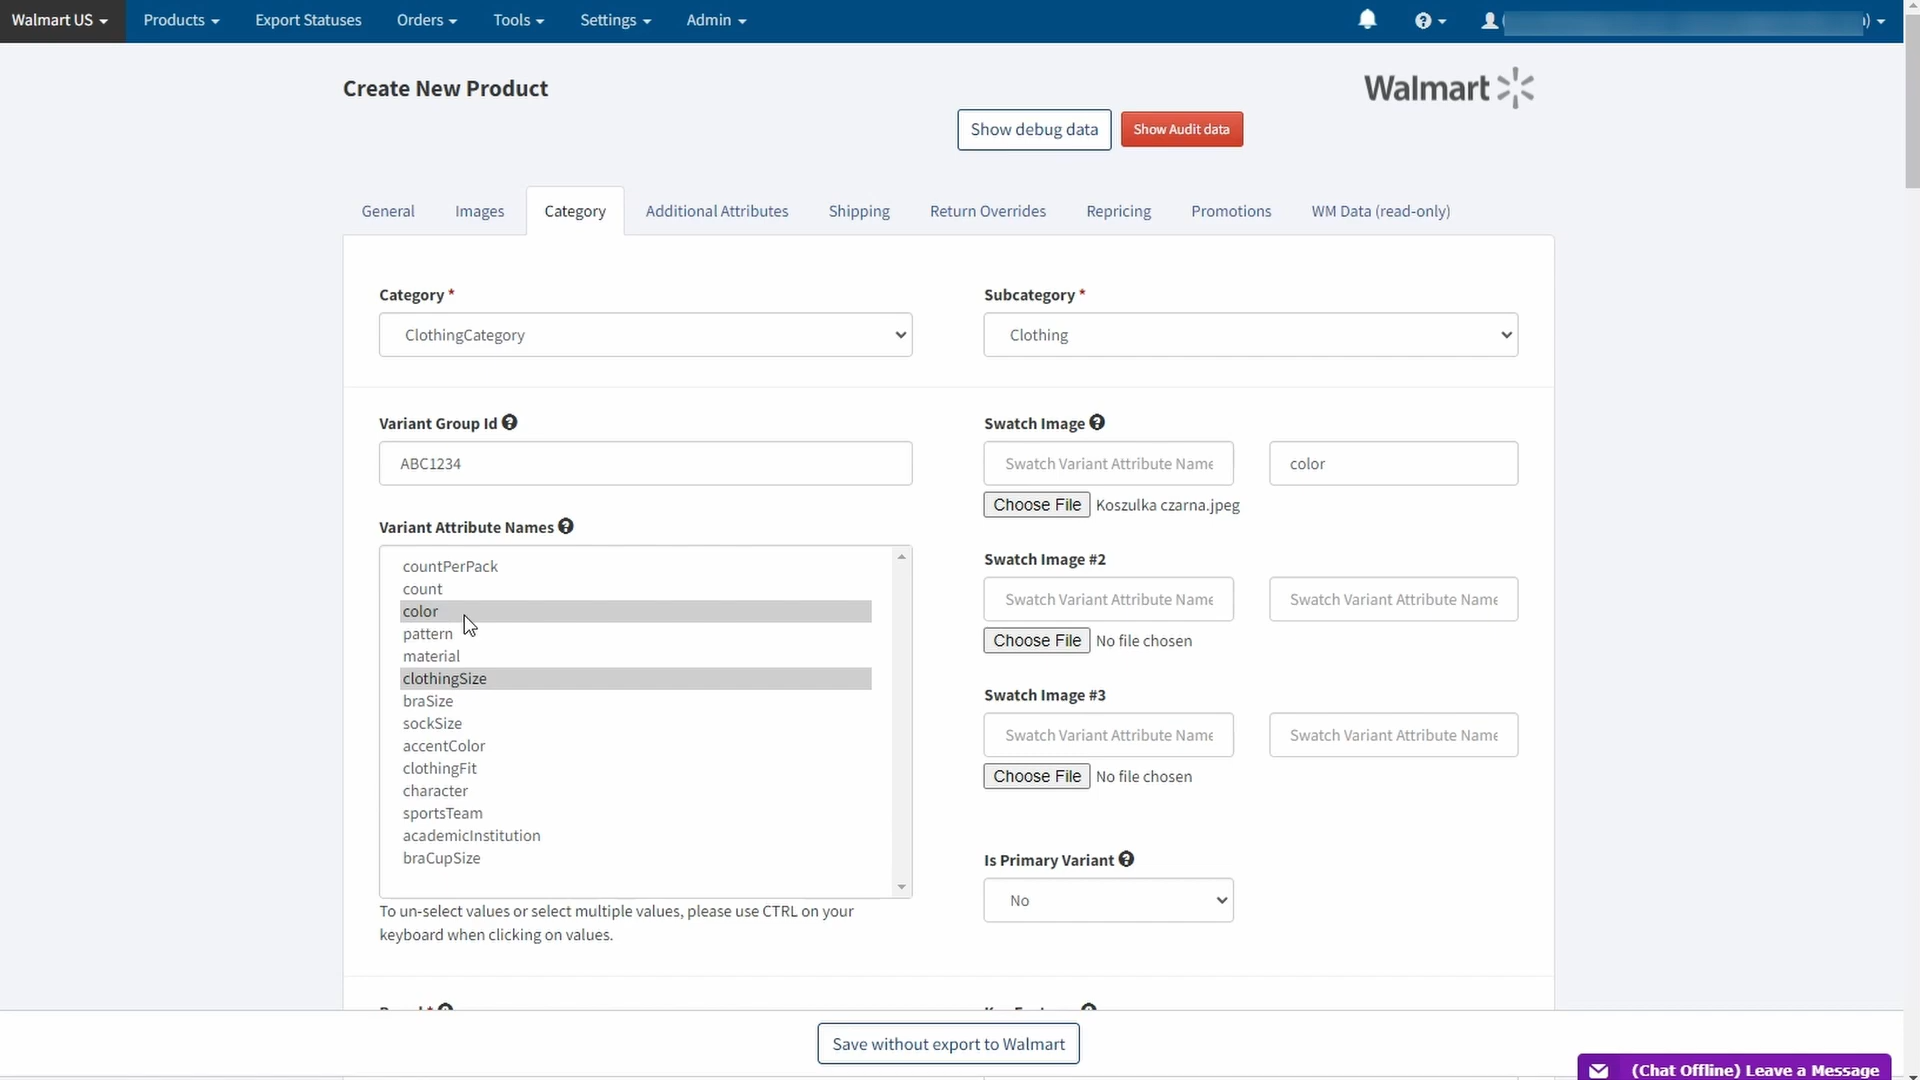 Walmart US
Products
Export Statuses
Orders
Tools
Settings
Admin
Create New Product
Walmart
Show debug data
Show Audit data
General
Images
Category
Additional Attributes
Shipping
Return Overrides
Repricing
Promotions
WM Data (read-only)
Category *
Subcategory *
ClothingCategory
Clothing
Variant Group Id
Swatch Image
ABC1234
Swatch Variant Attribute Name
color
Choose File Koszulka czarna.jpeg
Variant Attribute Names
countPerPack
count
color
pattern
material
clothingSize
braSize
sockSize
accentColor
clothingFit
character
sportsTeam
academicInstitution
braCupSize
To un-select values or select multiple values, please use CTRL on your
keyboard when clicking on values.
Swatch Image #2
Swatch Variant Attribute Name
Swatch Variant Attribute Name
Choose File No file chosen
Swatch Image #3
Swatch Variant Attribute Name
Swatch Variant Attribute Name
Choose File No file chosen
Is Primary Variant
No
Save without export to Walmart
(Chat Offline) Leave a Message